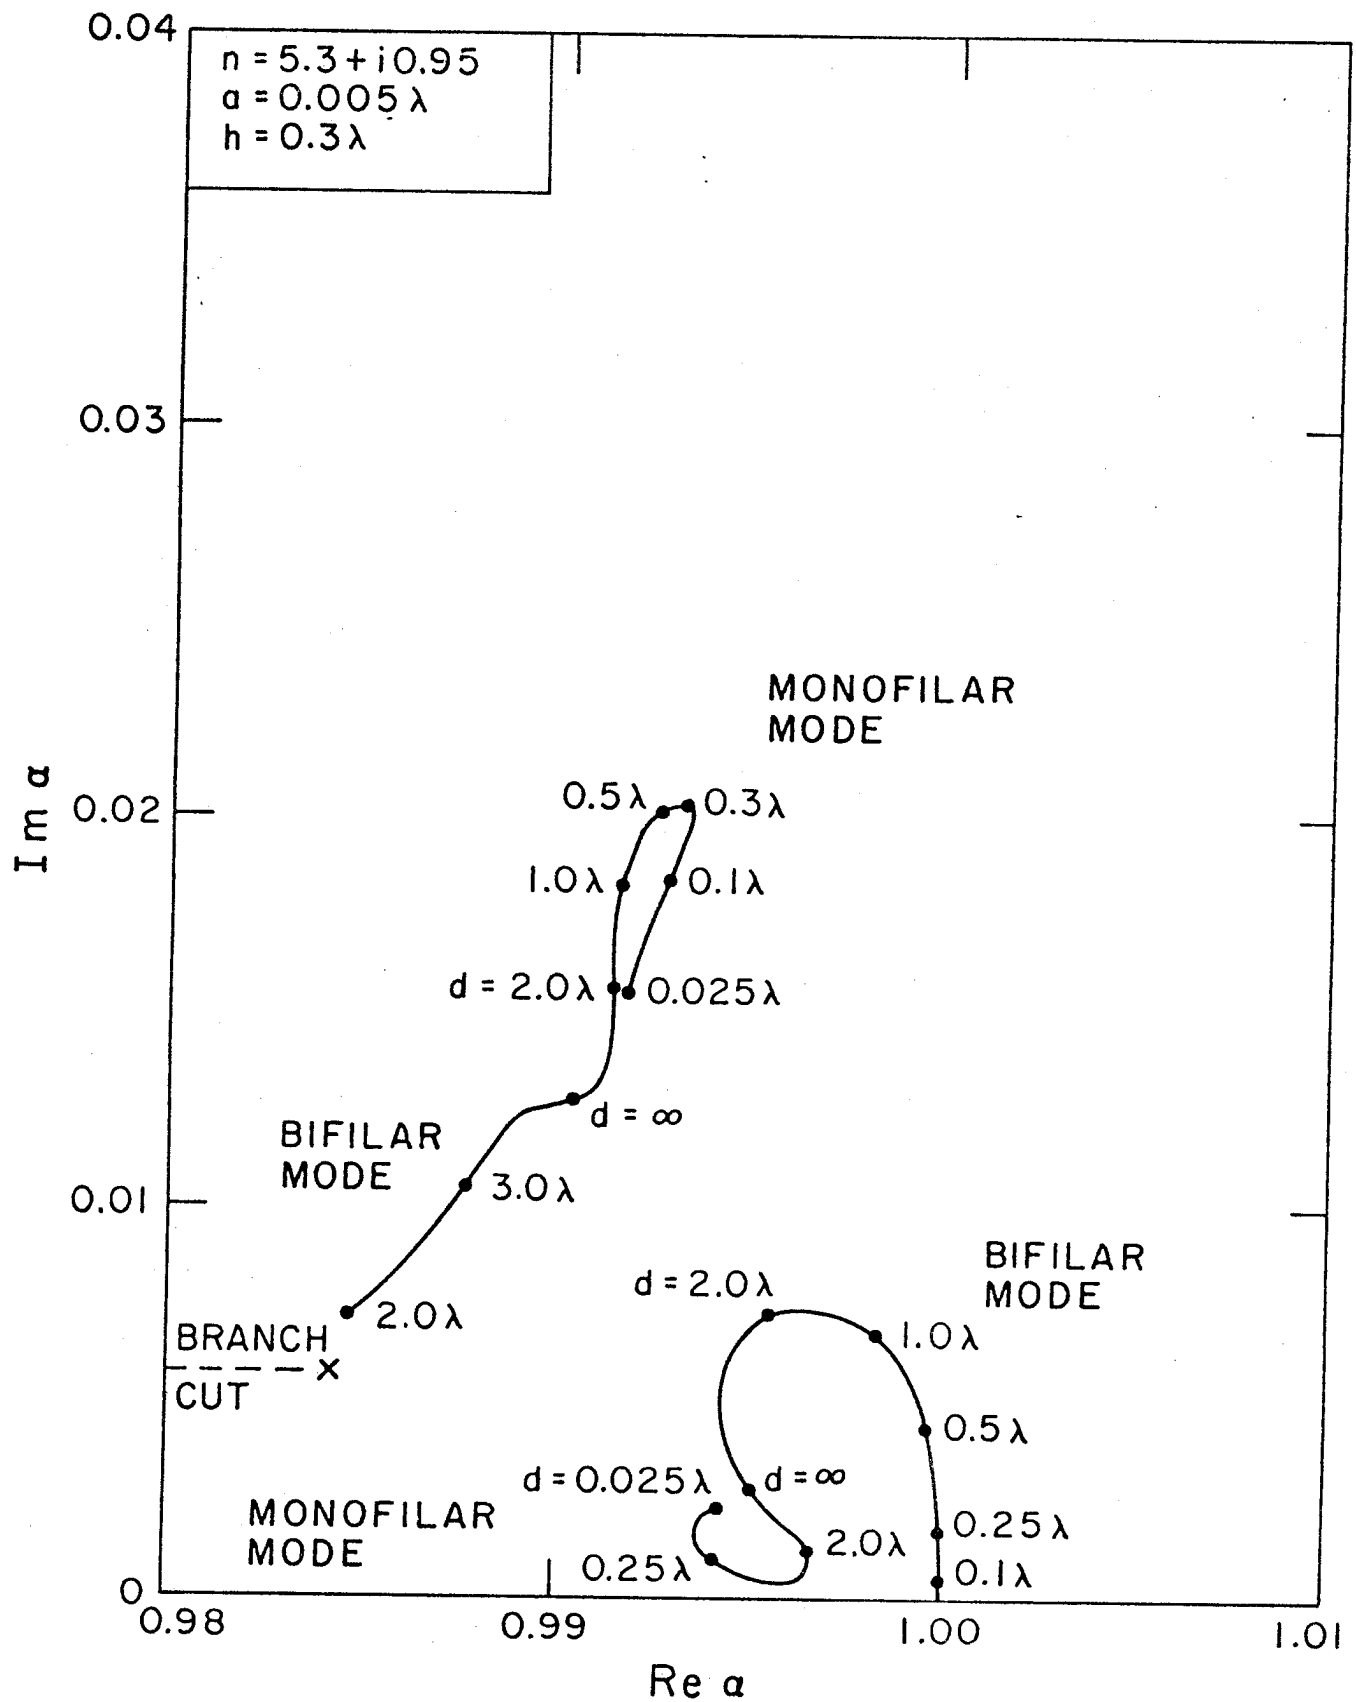 0.04
n = 5.3 + i 0.95
a = 0.005 λ
h = 0.3 λ
0.03
MONOFILAR
MODE
0.5 λ
0.3 λ
Im α
0.02
1.0 λ
0.1 λ
d = 2.0 λ
0.025 λ
d = ∞
BIFILAR
MODE
0.01
3.0 λ
BIFILAR
MODE
d = 2.0 λ
2.0 λ
1.0 λ
BRANCH
CUT
0.5 λ
d = 0.025 λ
d = ∞
MONOFILAR
MODE
0.25 λ
2.0 λ
0.25 λ
0.1 λ
0
0.98
0.99
1.00
1.01
Re α